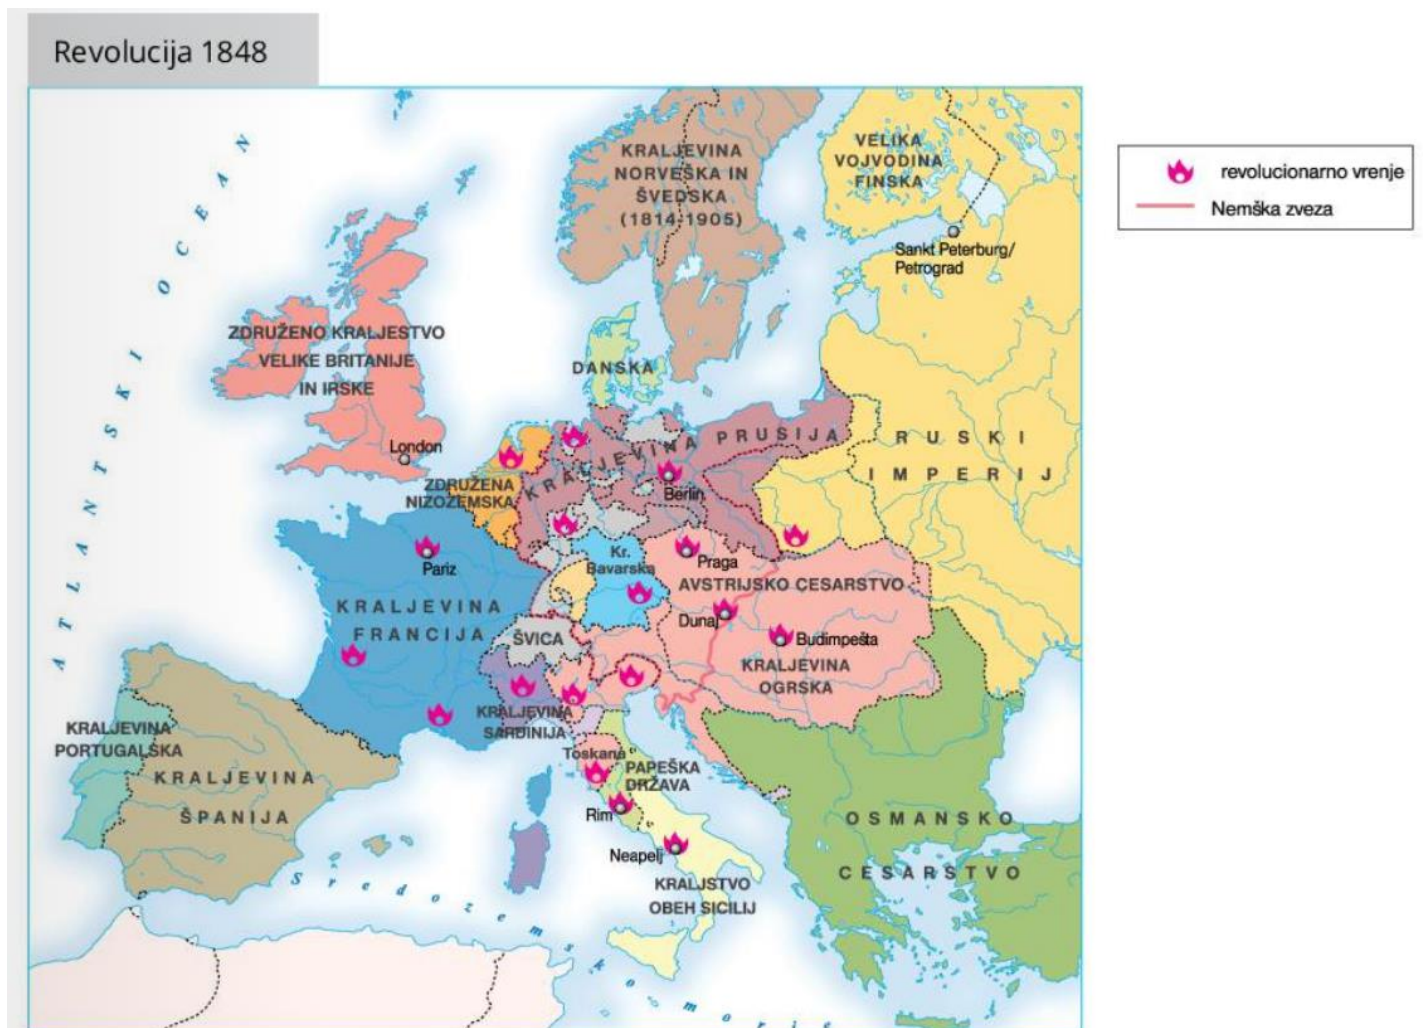 Revolucija 1848
revolucionarno vrenje
Nemška zveza
ATLANTSKI OCEAN
KRALJEVINA
NORVEŠKA IN
ŠVEDSKA
(1814-1905)
VELIKA
VOJVODINA
FINSKA
Sankt Peterburg/
Petrograd
ZDRUŽENO KRALJESTVO
VELIKE BRITANIJE
IN IRSKE
London
DANSKA
KRALJEVINA PRUSIJA
RUSKI
IMPERIJ
ZDRUŽENA
NIZOZEMSKA
Berlin
Pariz
Kr.
Bavarska
Praga
AVSTRIJSKO CESARSTVO
KRALJEVINA
FRANCIJA
ŠVICA
Dunaj
Budimpešta
KRALJEVINA
OGRSKA
KRALJEVINA
SARDINIJA
KRALJEVINA
PORTUGALSKA
KRALJEVINA
ŠPANIJA
Toskana
PAPEŠKA
DRŽAVA
Rim
Neapelj
KRALJSTVO
OBEH SICILIJ
OSMANSKO
CESARSTVO
Sredozemsko morje